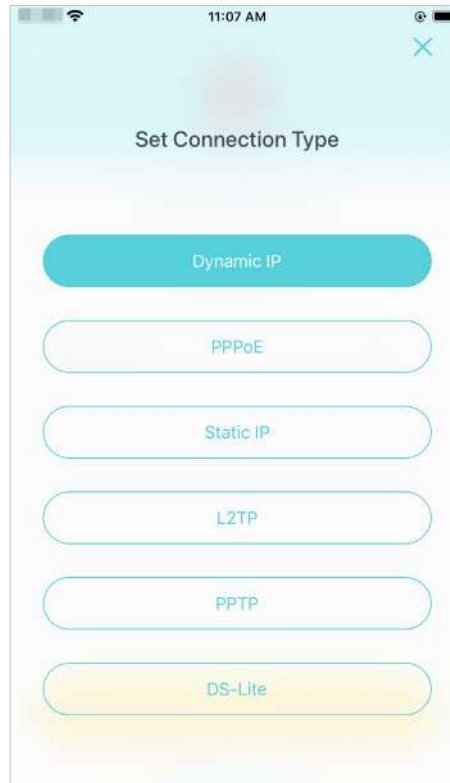 11:07 AM
Set Connection Type
Dynamic IP
PPPoE
Static IP
L2TP
PPTP
DS-Lite